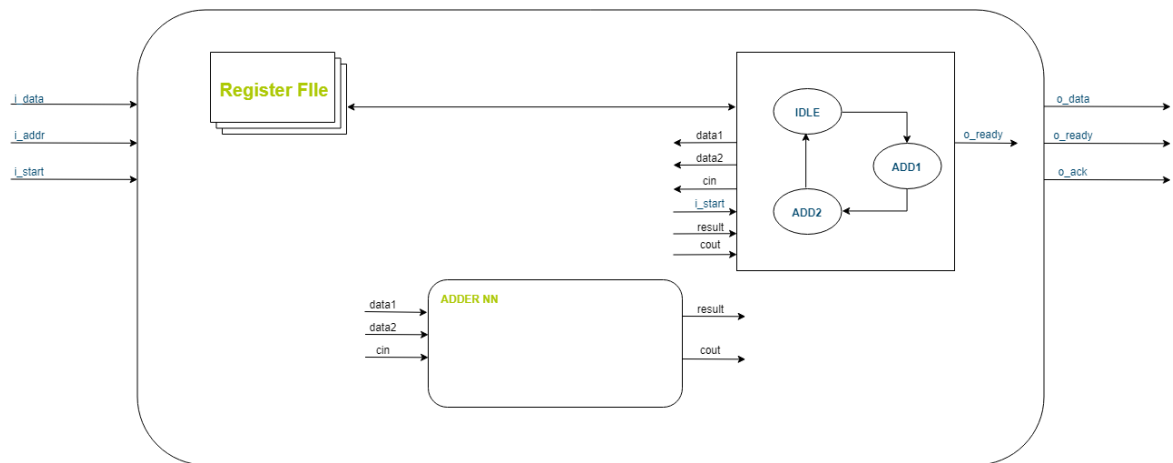 Register FIle
i_data
i_addr
i_start
IDLE
ADD1
ADD2
data1
data2
cin
i_start
result
cout
o_ready
o_data
o_ready
o_ack
ADDER NN
data1
data2
cin
result
cout